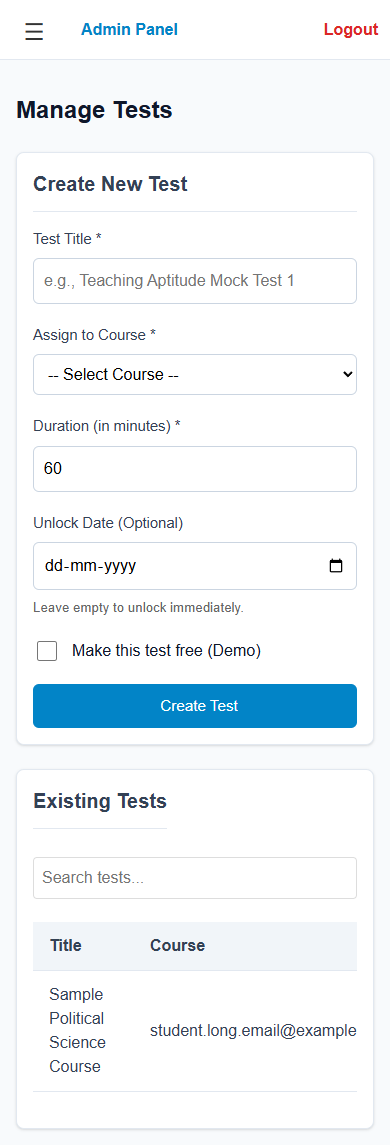 ☰ Admin Panel Logout
Manage Tests
Create New Test
Test Title *
e.g., Teaching Aptitude Mock Test 1
Assign to Course *
-- Select Course --
Duration (in minutes) *
60
Unlock Date (Optional)
dd-mm-yyyy
Leave empty to unlock immediately.
Make this test free (Demo)
Create Test
Existing Tests
Search tests...
Title Course
Sample
Political
Science
Course
student.long.email@example